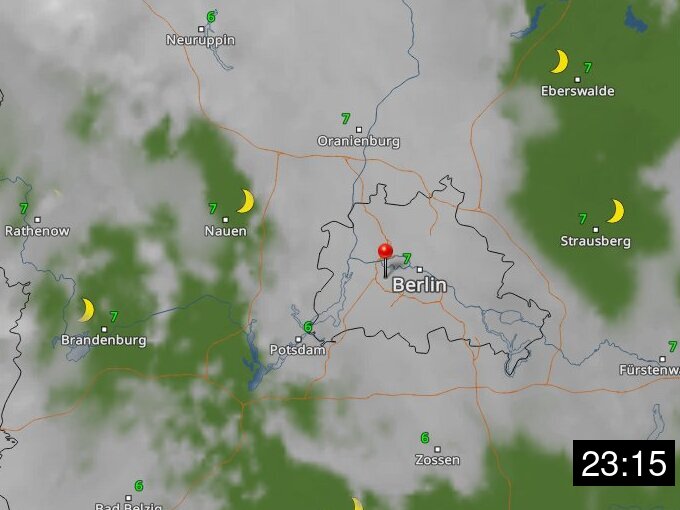 6
Neuruppin
7
Eberswalde
7
Oranienburg
7
Rathenow
7
Nauen
7
Strausberg
7
Berlin
7
Brandenburg
6
Potsdam
7
Fürstenwa
6
Zossen
23:15
6
Bad Belzig